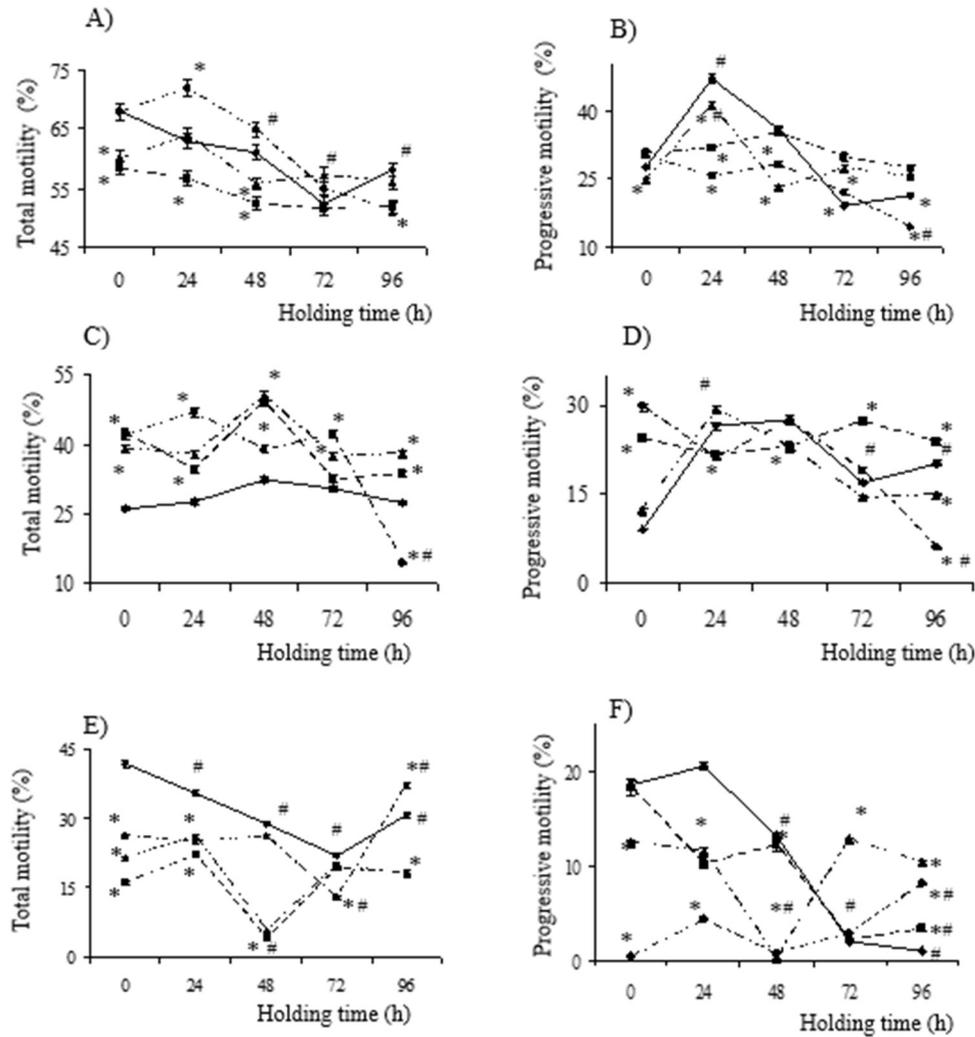 A)
Total motility (%)
75
65
55
45
0 24 48 72 96
Holding time (h)
* * * * * * * # # # *
B)
Progressive motility (%)
40
25
10
0 24 48 72 96
Holding time (h)
# * # * * * * * * * * *#
C)
Total motility (%)
55
40
25
10
0 24 48 72 96
Holding time (h)
* * * * * * * * * * * #
D)
Progressive motility (%)
30
15
0
0 24 48 72 96
Holding time (h)
* * # * * * # * # * * #
E)
Total motility (%)
45
30
15
0
0 24 48 72 96
Holding time (h)
* * * # * * # * # # * # *# # *
F)
Progressive motility (%)
20
10
0
0 24 48 72 96
Holding time (h)
* * * * # * *# * # * *# *# #